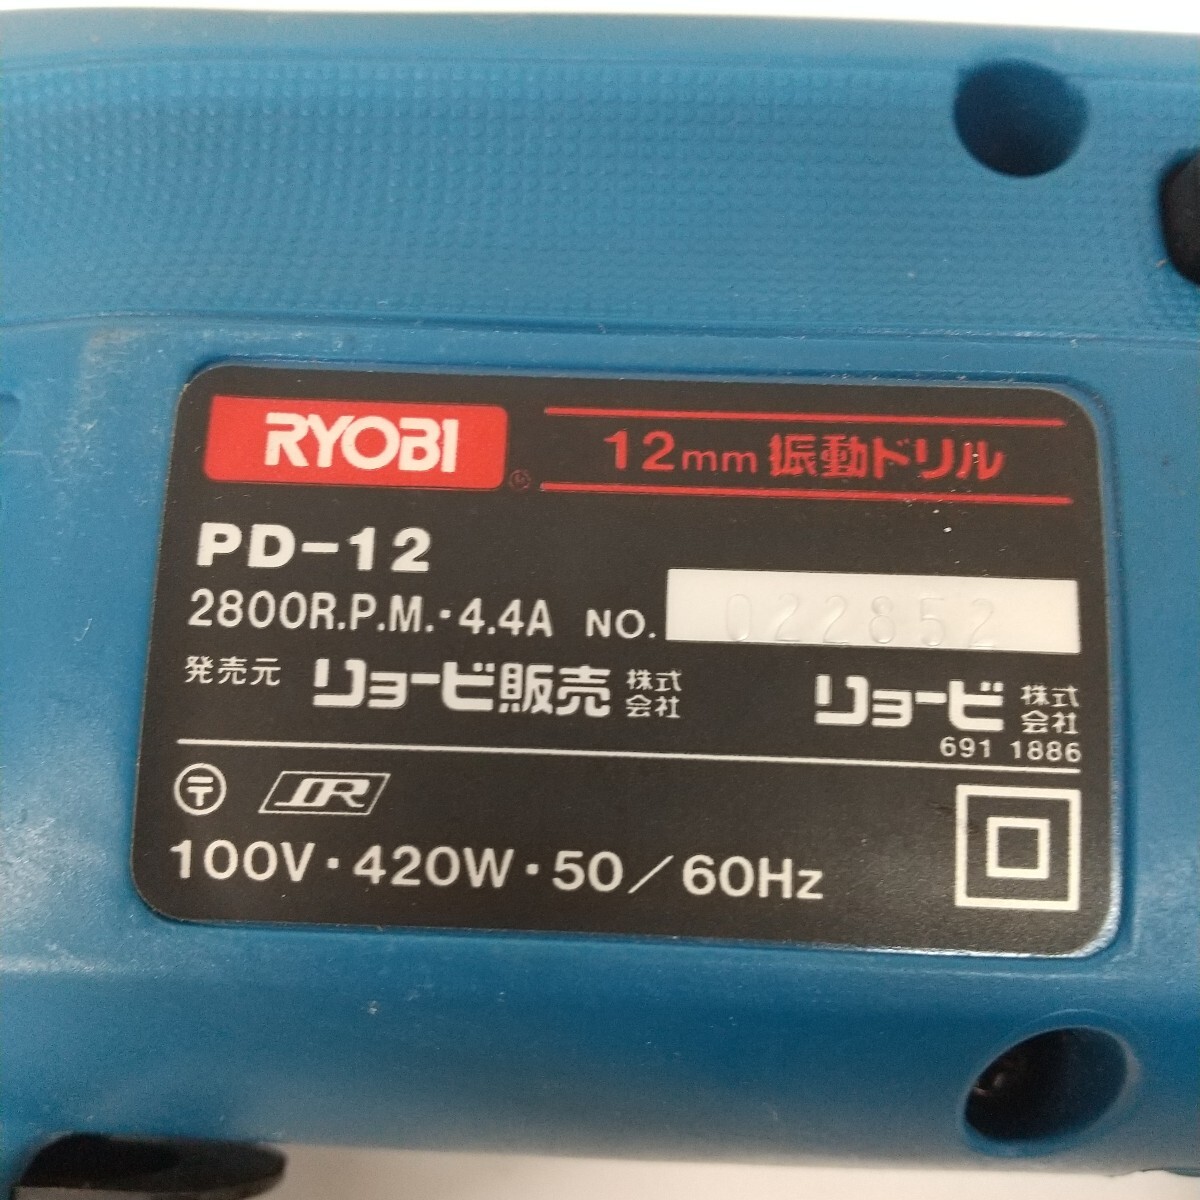 RYOBI
12mm 振動ドリル
PD-12
2800R.P.M.・4.4A NO. 022852
発売元 リョービ販売 株式会社 リョービ 株式会社
691 1886
〒 JR
100V・420W・50/60Hz